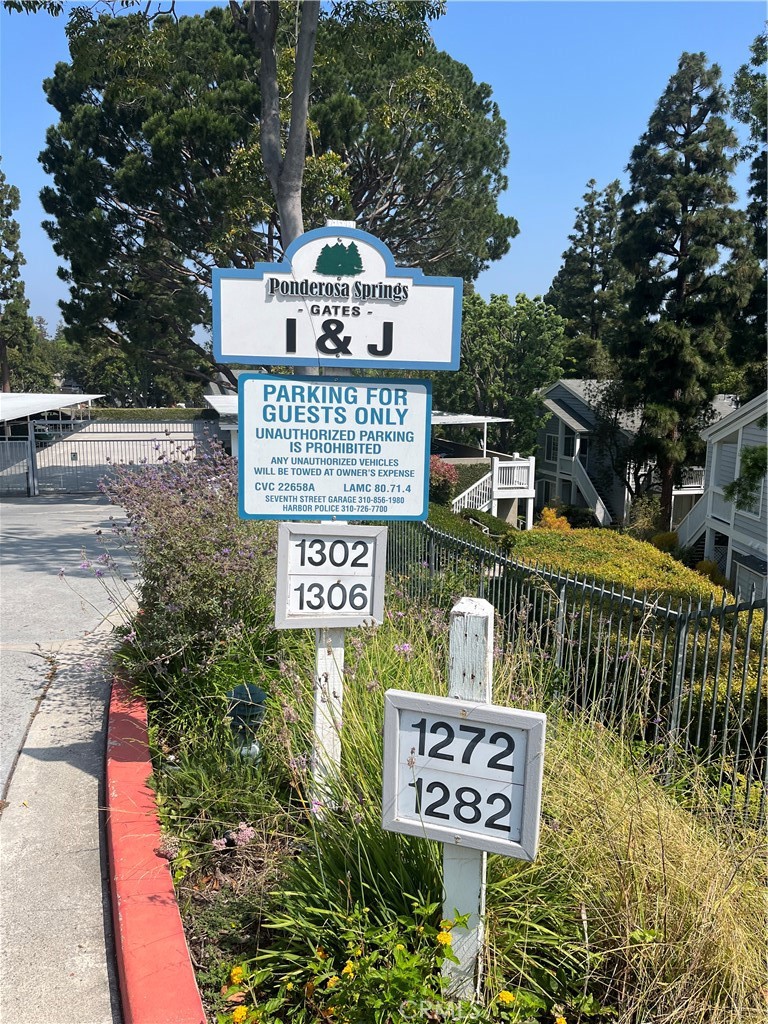 Ponderosa Springs
- GATES -
I & J
PARKING FOR
GUESTS ONLY
UNAUTHORIZED PARKING
IS PROHIBITED
ANY UNAUTHORIZED VEHICLES
WILL BE TOWED AT OWNER'S EXPENSE
CVC 22658A LAMC 80.71.4
SEVENTH STREET GARAGE 310-856-1980
HARBOR POLICE 310-726-7700
1302
1306
1272
1282
CRMLS